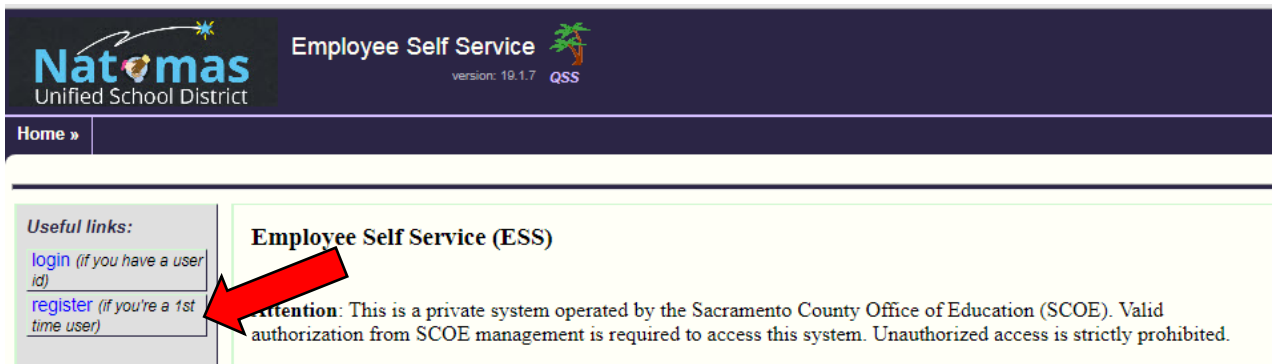 Natomas
Unified School District
Employee Self Service
version: 19.1.7 QSS
Home »
Useful links:
login (if you have a user
id)
register (if you're a 1st
time user)
Employee Self Service (ESS)
Attention: This is a private system operated by the Sacramento County Office of Education (SCOE). Valid
authorization from SCOE management is required to access this system. Unauthorized access is strictly prohibited.